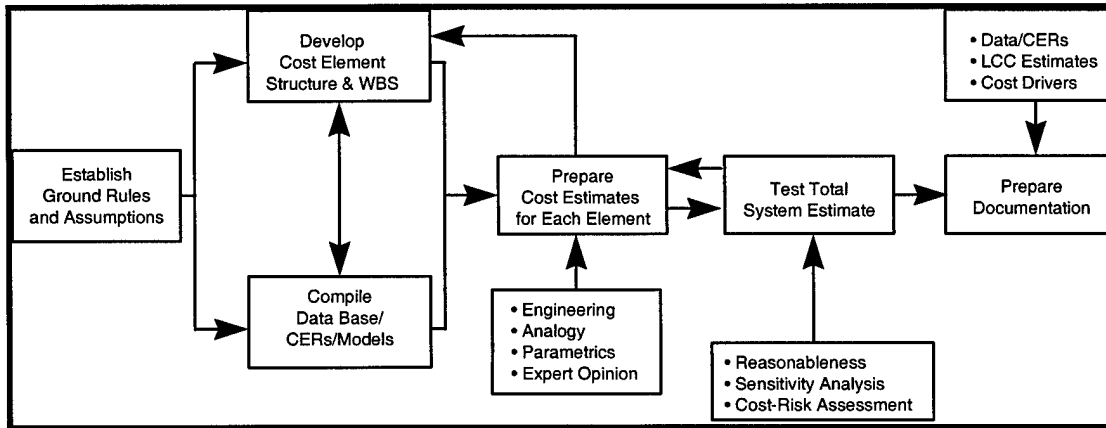 Establish
Ground Rules
and Assumptions
Develop
Cost Element
Structure & WBS
Compile
Data Base/
CERs/Models
Prepare
Cost Estimates
for Each Element
• Engineering
• Analogy
• Parametrics
• Expert Opinion
Test Total
System Estimate
• Reasonableness
• Sensitivity Analysis
• Cost-Risk Assessment
• Data/CERs
• LCC Estimates
• Cost Drivers
Prepare
Documentation